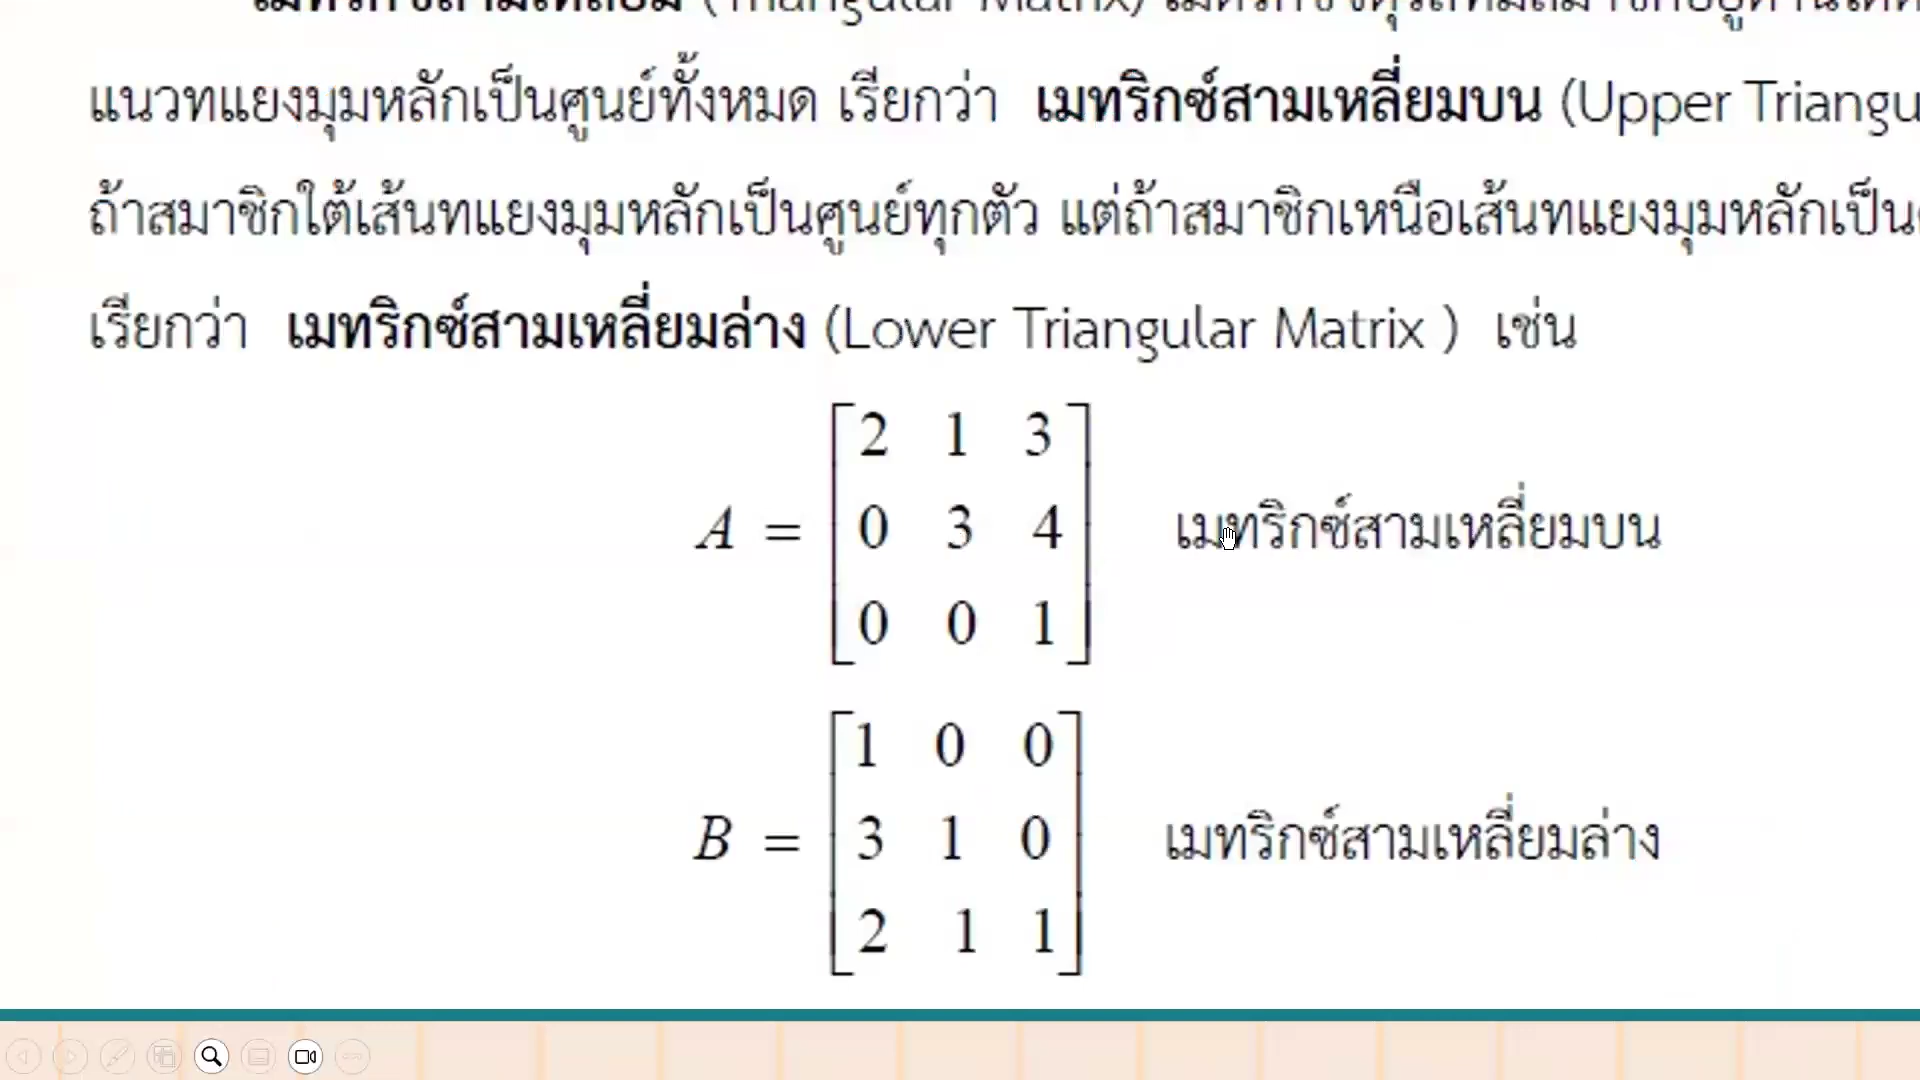 (Triangular Matrix)
แนวทแยงมุมหลักเป็นศูนย์ทั้งหมด เรียกว่า เมทริกซ์สามเหลี่ยมบน (Upper
ถ้าสมาชิกใต้เส้นทแยงมุมหลักเป็นศูนย์ทุกตัว แต่ถ้าสมาชิกเหนือเส้นทแยงมุมหลักเป็น
เรียกว่า เมทริกซ์สามเหลี่ยมล่าง (Lower Triangular Matrix ) เช่น
2 1 3
A = 0 3 4 เมทริกซ์สามเหลี่ยมบน
0 0 1
1 0 0
B = 3 1 0 เมทริกซ์สามเหลี่ยมล่าง
2 1 1